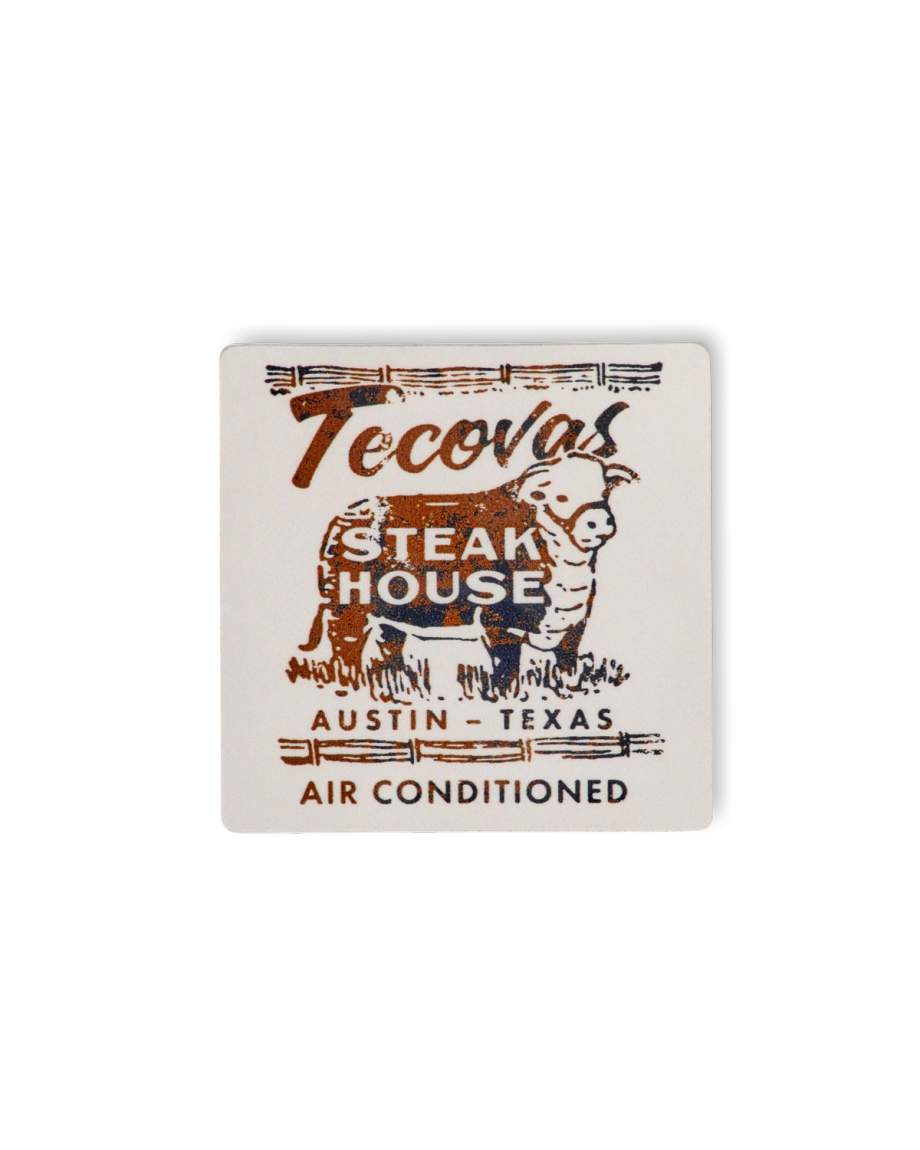 Tecovas
STEAK
HOUSE
AUSTIN – TEXAS
AIR CONDITIONED